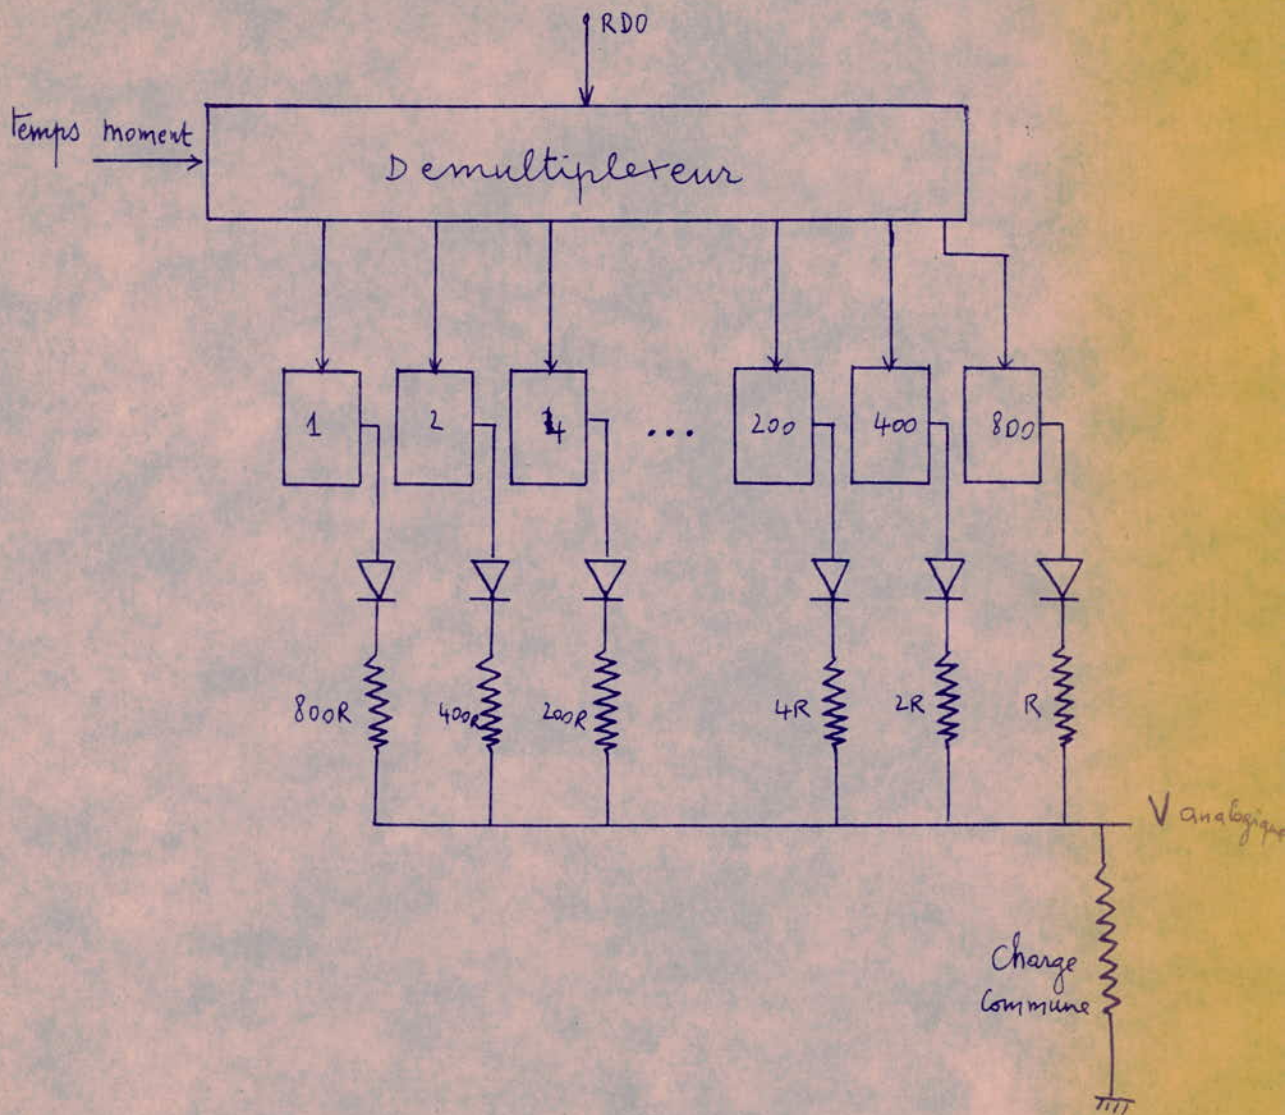 RDO
temps moment
Demultiplexeur
1
2
4
...
200
400
800
800R
400R
200R
4R
2R
R
V analogique
Charge
Commune